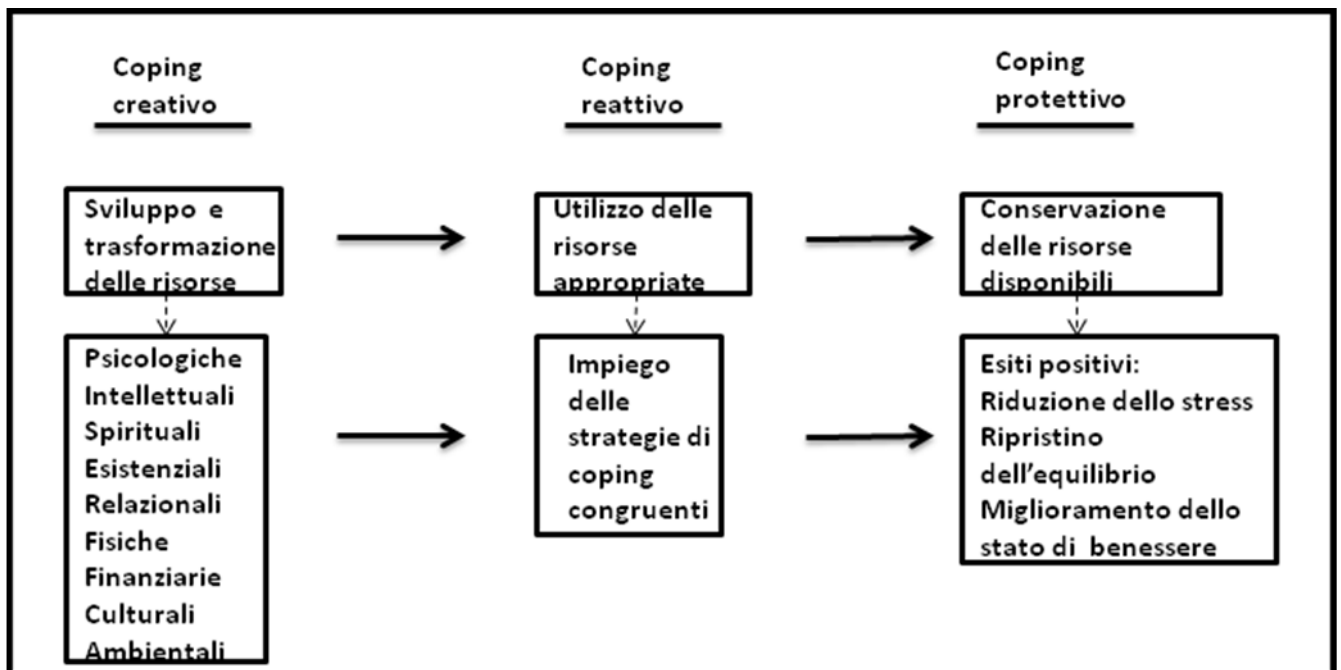 Coping
creativo
Coping
reattivo
Coping
protettivo
Sviluppo e
trasformazione
delle risorse
Utilizzo delle
risorse
appropriate
Conservazione
delle risorse
disponibili
Psicologiche
Intellettuali
Spirituali
Esistenziali
Relazionali
Fisiche
Finanziarie
Culturali
Ambientali
Impiego
delle
strategie di
coping
congruenti
Esiti positivi:
Riduzione dello stress
Ripristino
dell’equilibrio
Miglioramento dello
stato di benessere